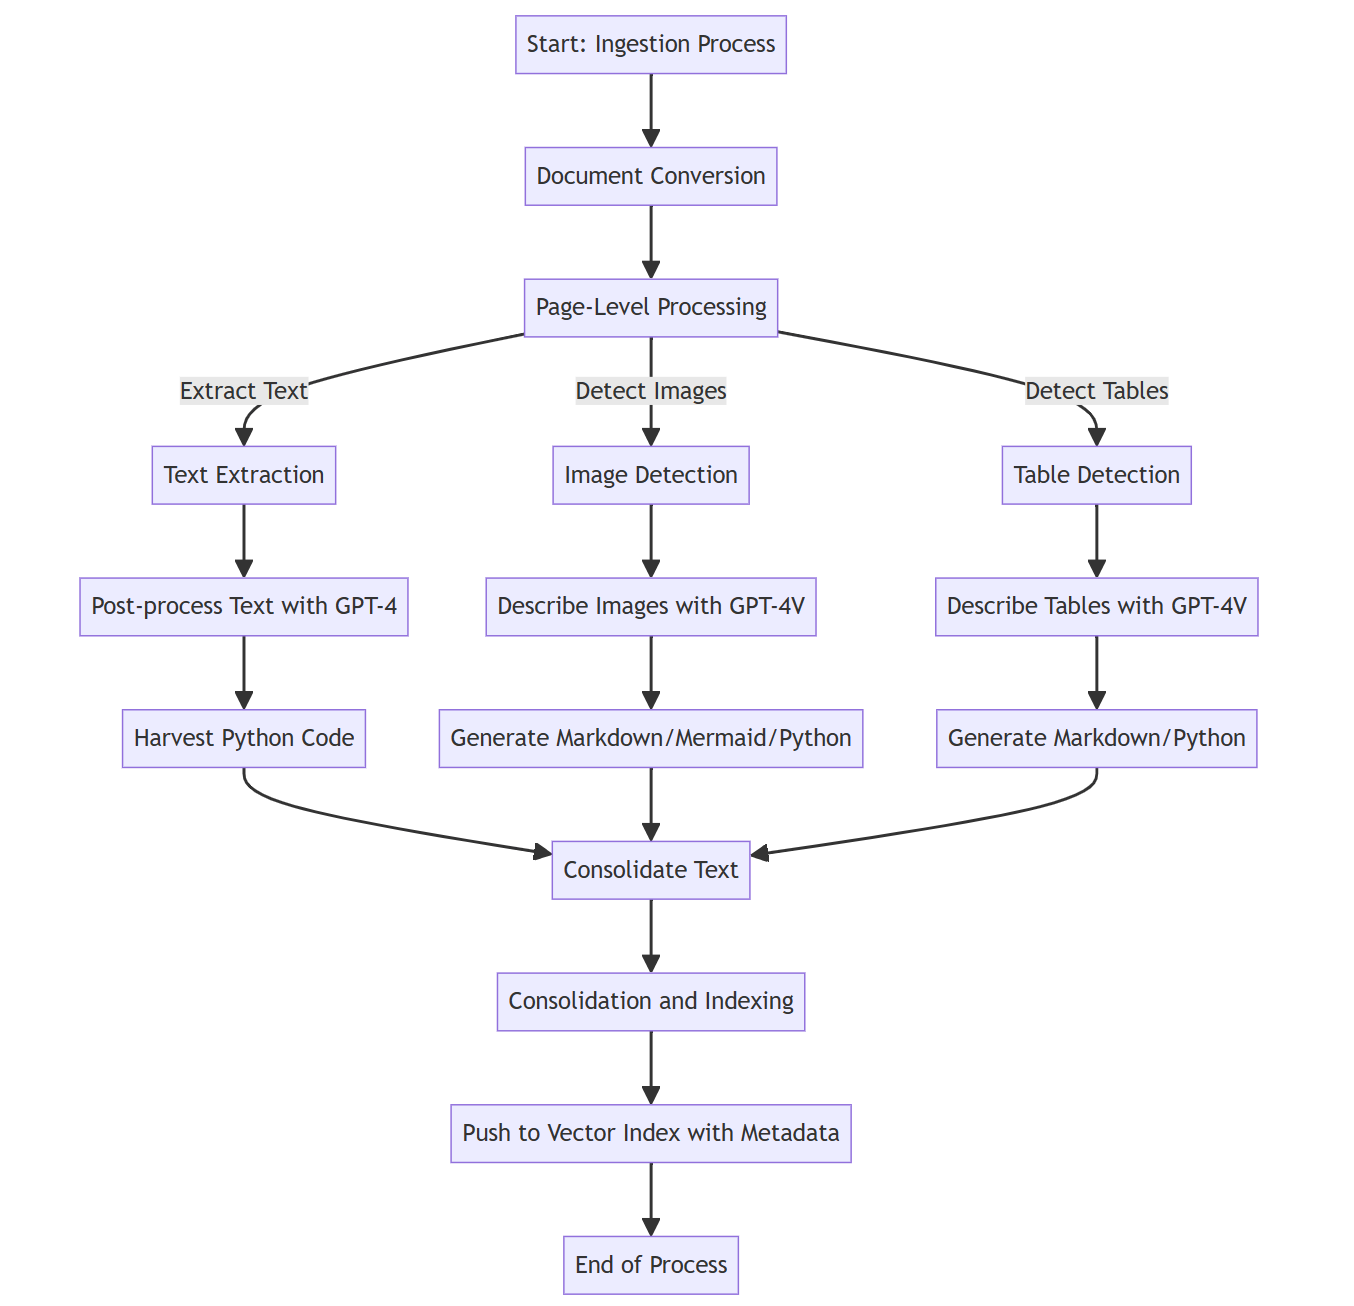 Start: Ingestion Process
Document Conversion
Page-Level Processing
Extract Text
Detect Images
Detect Tables
Text Extraction
Image Detection
Table Detection
Post-process Text with GPT-4
Describe Images with GPT-4V
Describe Tables with GPT-4V
Harvest Python Code
Generate Markdown/Mermaid/Python
Generate Markdown/Python
Consolidate Text
Consolidation and Indexing
Push to Vector Index with Metadata
End of Process